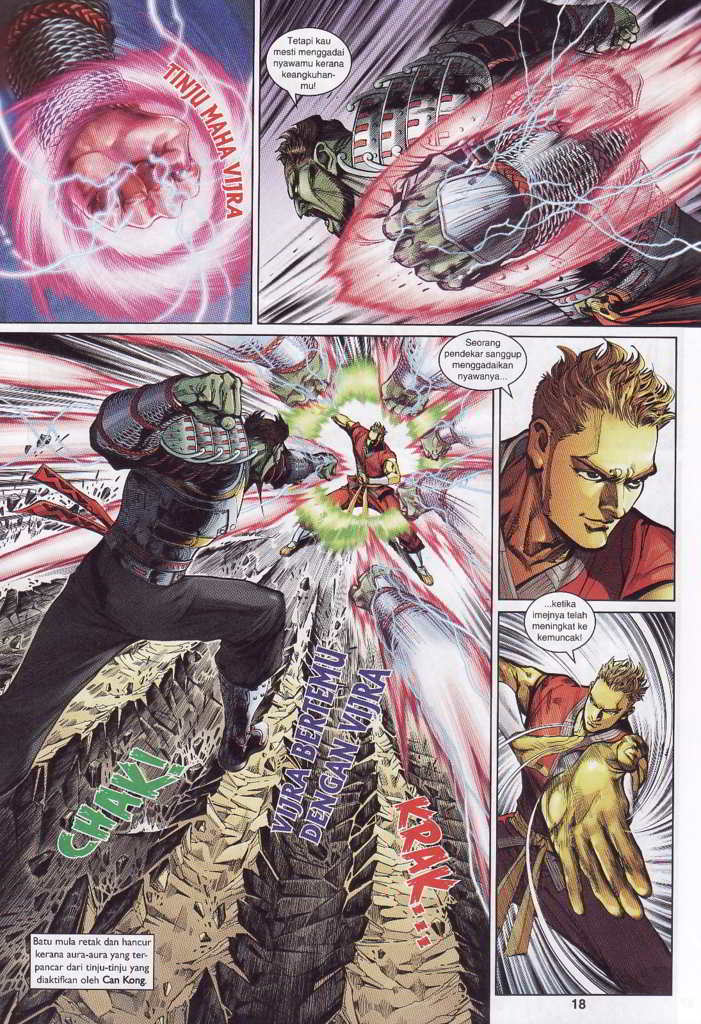 TINJU MAHA VIJRA
Tetapi kau
mesti menggadai
nyawamu kerana
keangkuhan-
mu!
Seorang
pendekar sanggup
menggadaikan
nyawanya...
...ketika
imejnya telah
meningkat ke
kemuncak!
CHAK!
VIJRA BERTEMU
DENGAN VIJRA
KRAK...
Batu mula retak dan hancur
kerana aura-aura yang ter-
pancar dari tinju-tinju yang
diaktifkan oleh Can Kong.
18